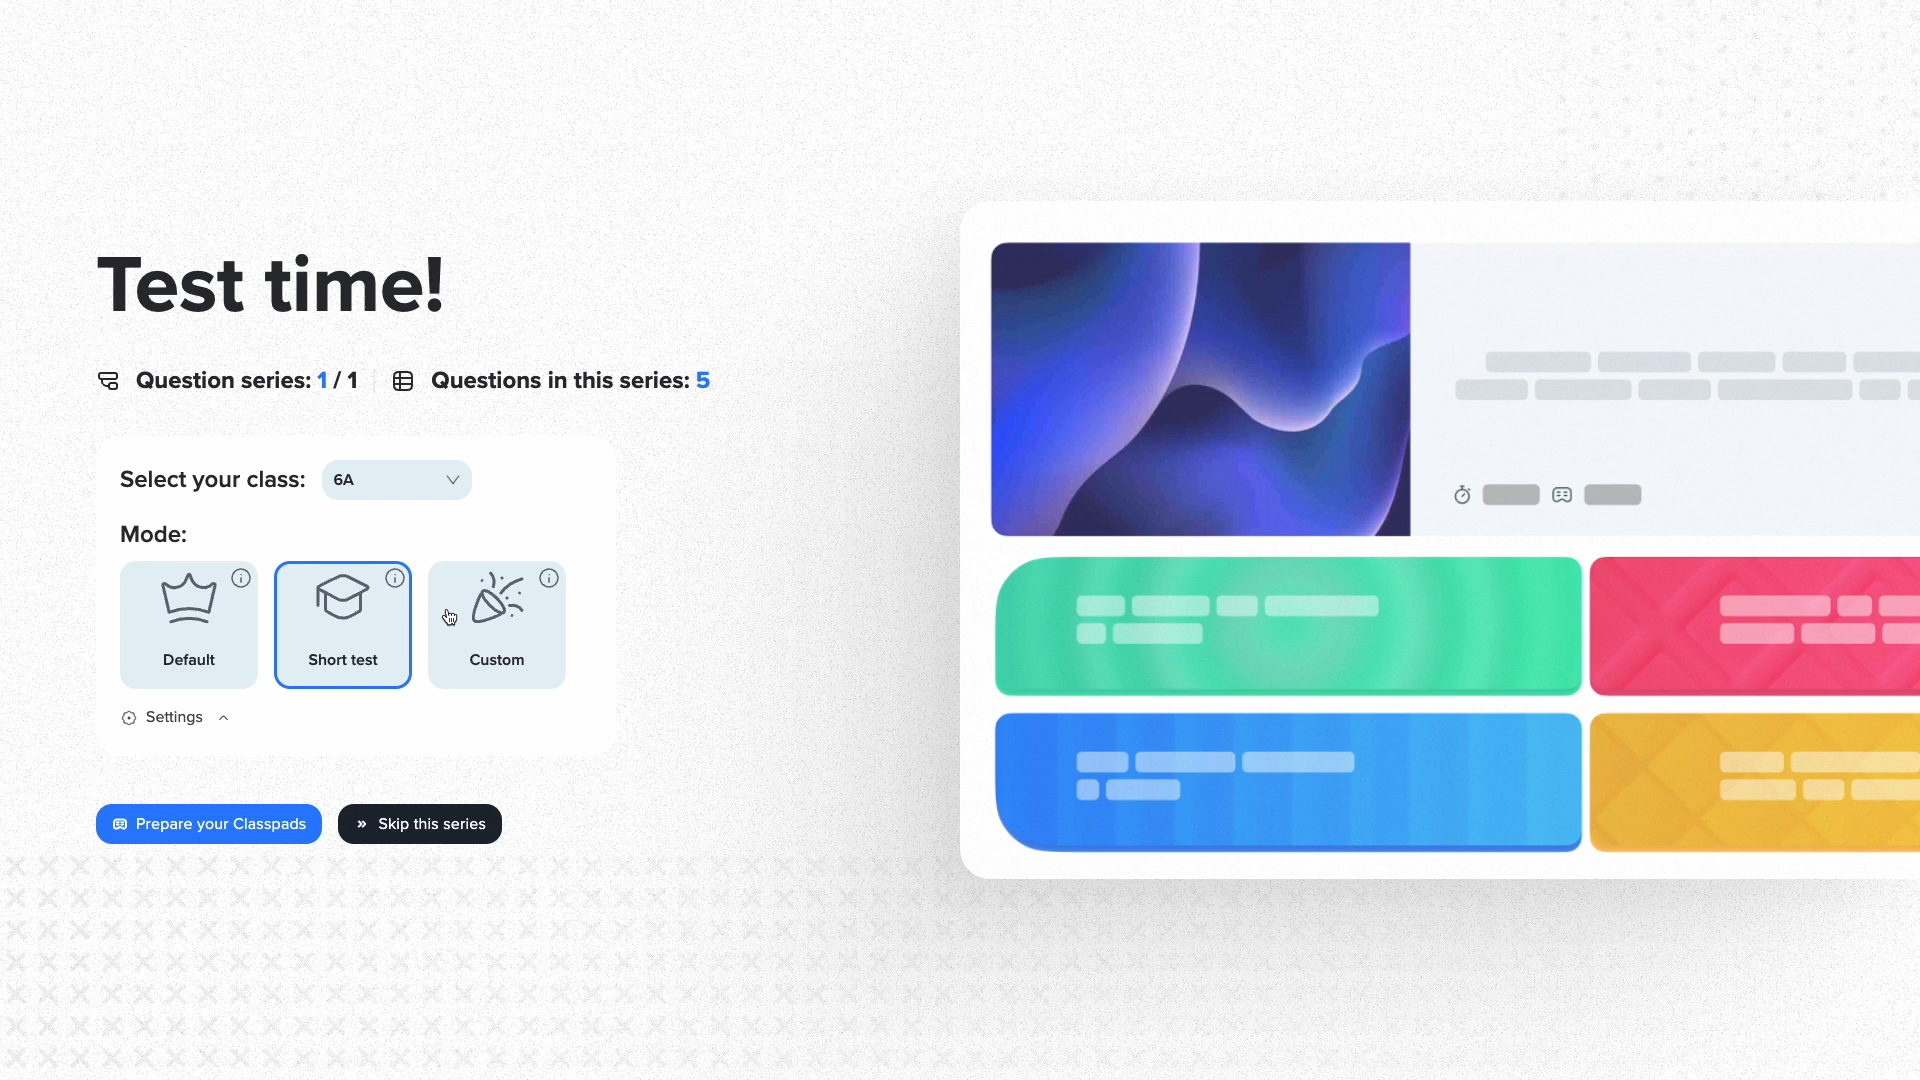 Test time!
Question series: 1 / 1
Questions in this series: 5
Select your class: 6A
Mode:
Default
Short test
Custom
Settings
Prepare your Classpads
Skip this series